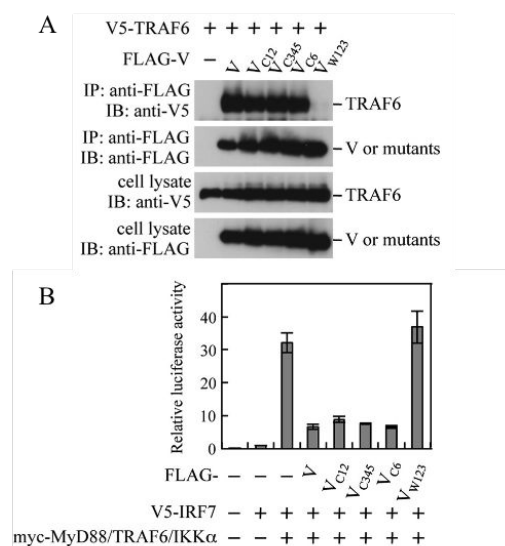 A
V5-TRAF6 + + + + + +
FLAG-V – V VC12 VC345 VC6 VW123
IP: anti-FLAG
IB: anti-V5
– TRAF6
IP: anti-FLAG
IB: anti-FLAG
– V or mutants
cell lysate
IB: anti-V5
– TRAF6
cell lysate
IB: anti-FLAG
– V or mutants
B
Relative luciferase activity
40
30
20
10
0
FLAG- – – – V VC12 VC345 VC6 VW123
V5-IRF7 – + + + + + + +
myc-MyD88/TRAF6/IKKα – – + + + + + +